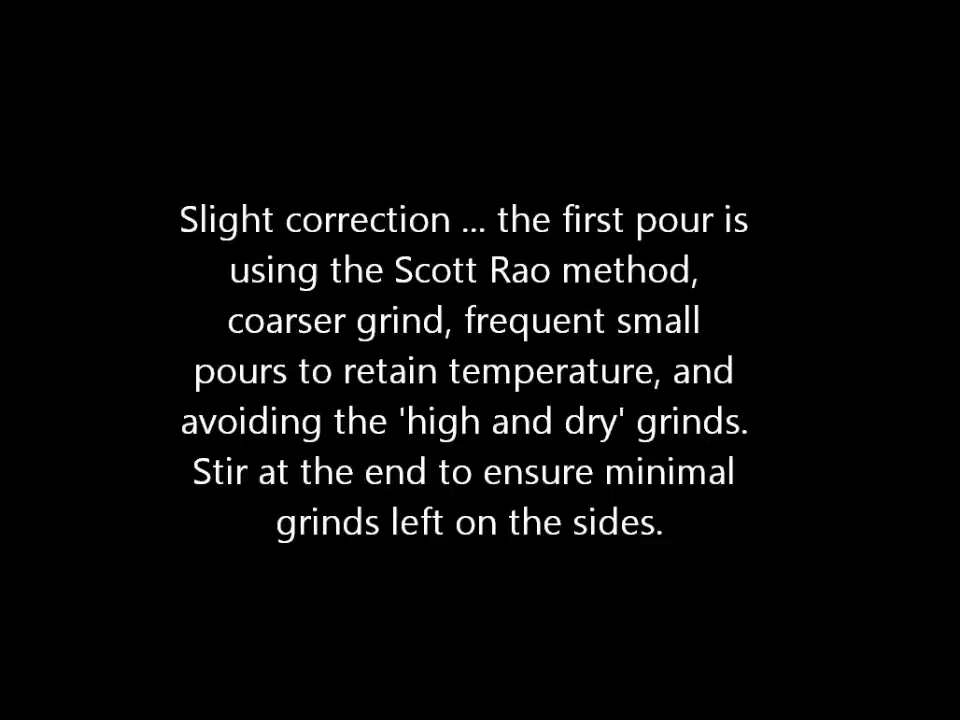 Slight correction ... the first pour is
using the Scott Rao method,
coarser grind, frequent small
pours to retain temperature, and
avoiding the 'high and dry' grinds.
Stir at the end to ensure minimal
grinds left on the sides.